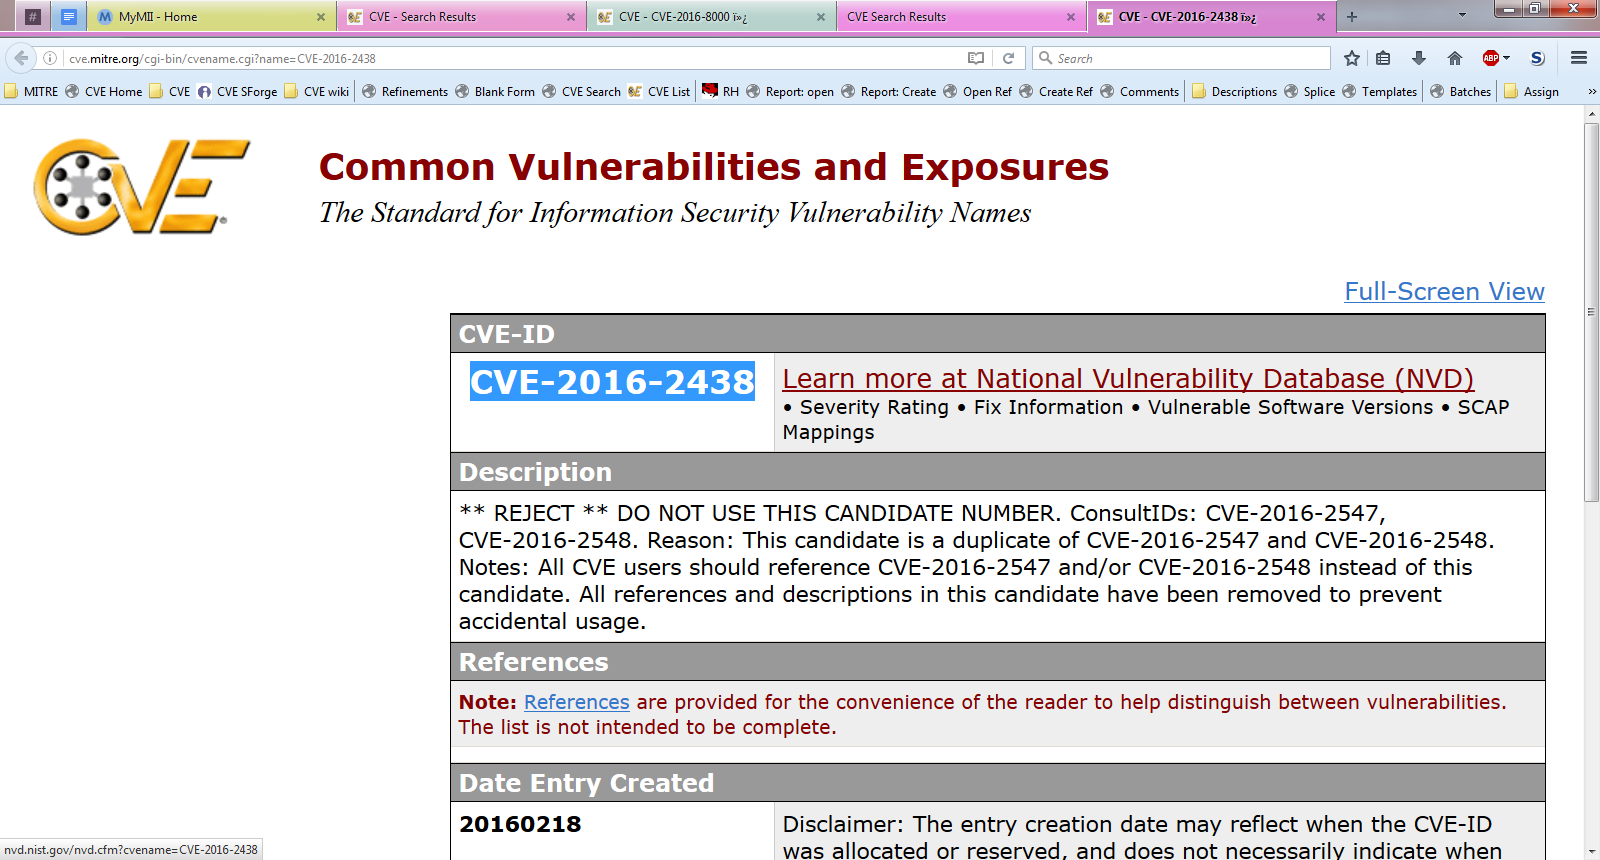 # MyMII - Home × CVE - Search Results × CVE - CVE-2016-8000 ï»¿ × CVE Search Results × CVE - CVE-2016-2438 ï»¿ × +
cve.mitre.org/cgi-bin/cvename.cgi?name=CVE-2016-2438 Search ABP S
MITRE CVE Home CVE CVE SForge CVE wiki Refinements Blank Form CVE Search CVE List RH Report: open Report: Create Open Ref Create Ref Comments Descriptions Splice Templates Batches Assign »
CVE
Common Vulnerabilities and Exposures
The Standard for Information Security Vulnerability Names
Full-Screen View
CVE-ID
CVE-2016-2438
Learn more at National Vulnerability Database (NVD)
• Severity Rating • Fix Information • Vulnerable Software Versions • SCAP
Mappings
Description
** REJECT ** DO NOT USE THIS CANDIDATE NUMBER. ConsultIDs: CVE-2016-2547,
CVE-2016-2548. Reason: This candidate is a duplicate of CVE-2016-2547 and CVE-2016-2548.
Notes: All CVE users should reference CVE-2016-2547 and/or CVE-2016-2548 instead of this
candidate. All references and descriptions in this candidate have been removed to prevent
accidental usage.
References
Note: References are provided for the convenience of the reader to help distinguish between vulnerabilities.
The list is not intended to be complete.
Date Entry Created
20160218
Disclaimer: The entry creation date may reflect when the CVE-ID
was allocated or reserved, and does not necessarily indicate when
nvd.nist.gov/nvd.cfm?cvename=CVE-2016-2438